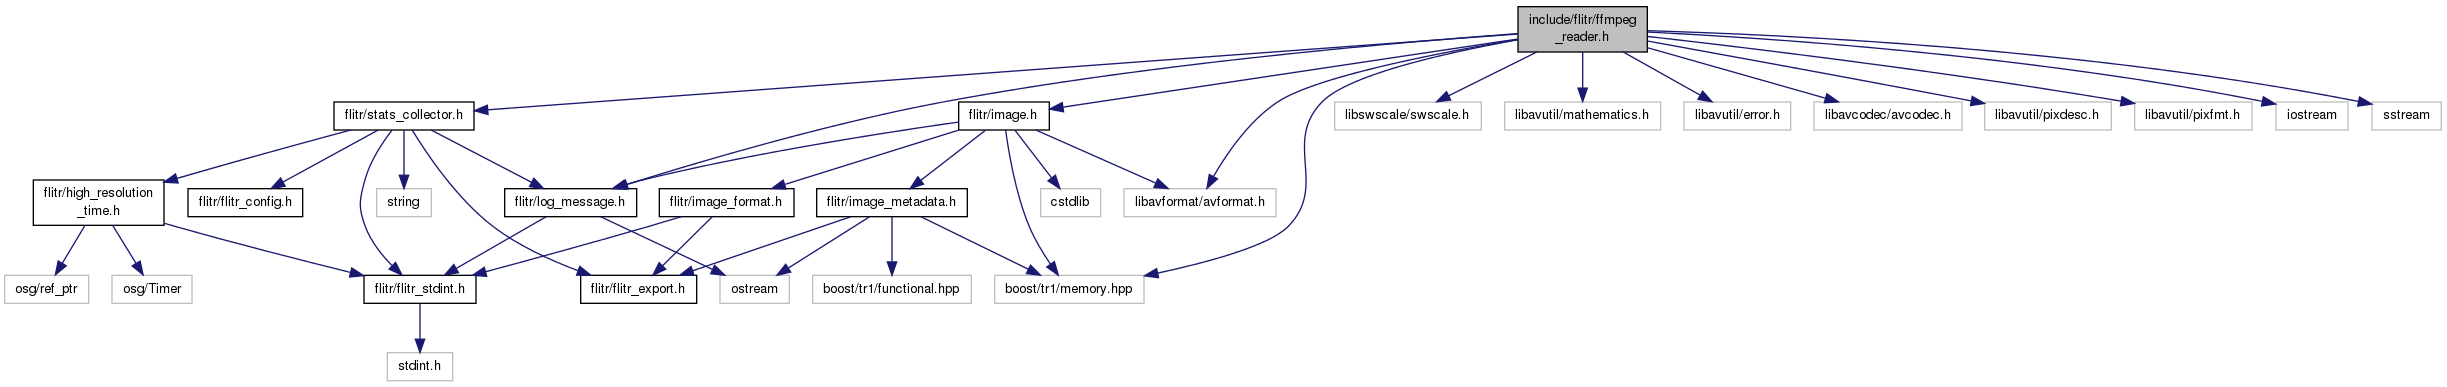 include/flitr/ffmpeg
_reader.h
flitr/stats_collector.h
flitr/image.h
libswscale/swscale.h
libavutil/mathematics.h
libavutil/error.h
libavcodec/avcodec.h
libavutil/pixdesc.h
libavutil/pixfmt.h
iostream
sstream
flitr/high_resolution
_time.h
flitr/flitr_config.h
string
flitr/log_message.h
flitr/image_format.h
flitr/image_metadata.h
cstdlib
libavformat/avformat.h
osg/ref_ptr
osg/Timer
flitr/flitr_stdint.h
flitr/flitr_export.h
ostream
boost/tr1/functional.hpp
boost/tr1/memory.hpp
stdint.h